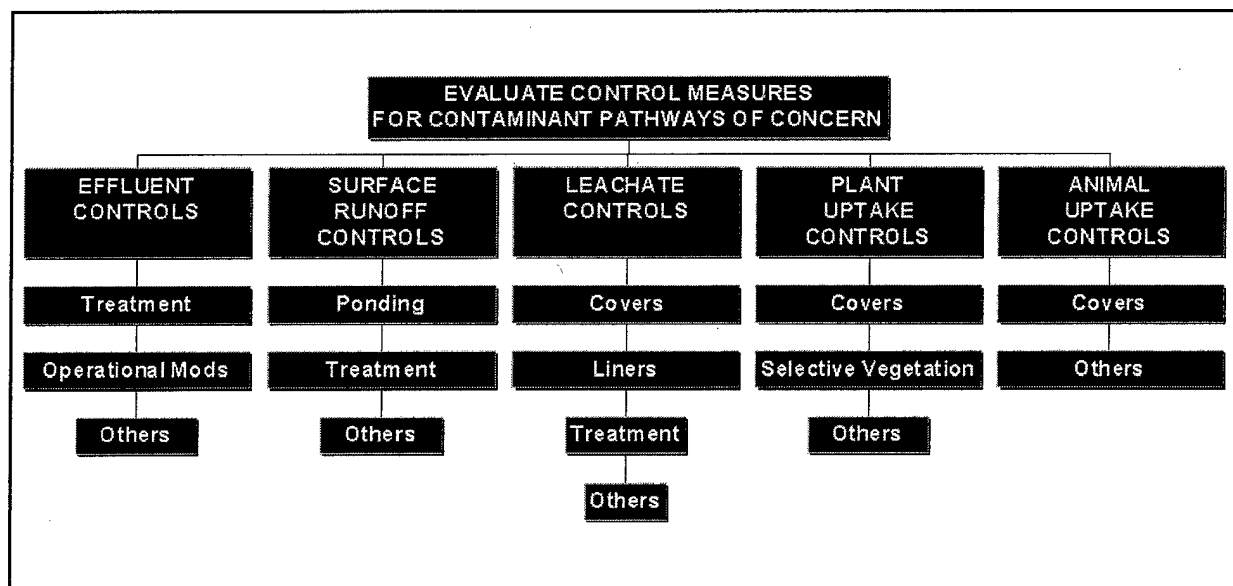 EVALUATE CONTROL MEASURES
FOR CONTAMINANT PATHWAYS OF CONCERN
EFFLUENT
CONTROLS
SURFACE
RUNOFF
CONTROLS
LEACHATE
CONTROLS
PLANT
UPTAKE
CONTROLS
ANIMAL
UPTAKE
CONTROLS
Treatment
Ponding
Covers
Covers
Covers
Operational Mods
Treatment
Liners
Selective Vegetation
Others
Others
Others
Treatment
Others
Others